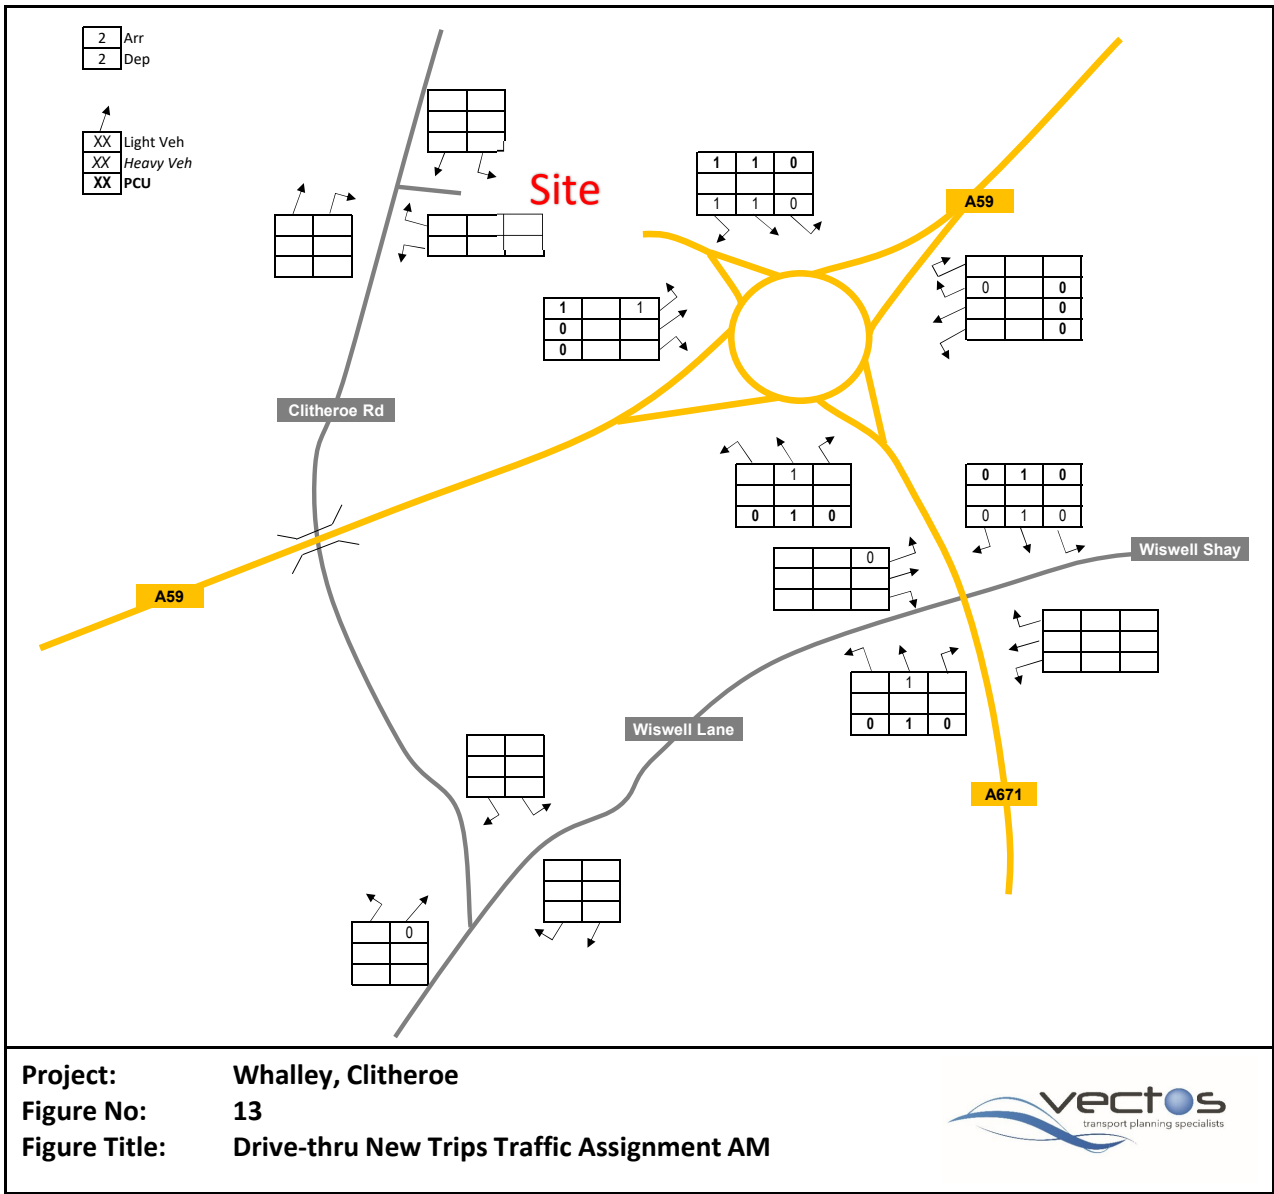 2 Arr
2 Dep
XX Light Veh
XX Heavy Veh
XX PCU
Site
1 1 0
1 1 0
A59
0 0
0
0
1 1
0
0
Clitheroe Rd
1
0 1 0
0 1 0
0 1 0
Wiswell Shay
0
A59
1
0 1 0
Wiswell Lane
A671
0
Project: Whalley, Clitheroe
Figure No: 13
Figure Title: Drive-thru New Trips Traffic Assignment AM
vectos
transport planning specialists